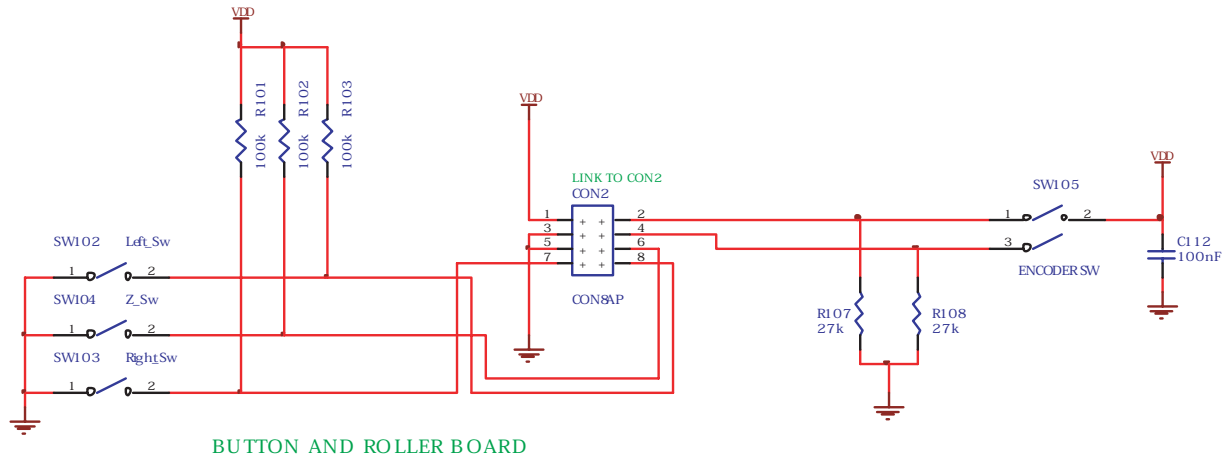 VDD
R101
100k
R102
100k
R103
100k
VDD
LINK TO CON2
CON2
1
3
5
7
2
4
6
8
CON8AP
SW102 Left_Sw
1 2
SW104 Z_Sw
1 2
SW103 Right_Sw
1 2
SW105
1 2
3
ENCODER SW
VDD
C112
100nF
R107
27k
R108
27k
BUTTON AND ROLLER BOARD